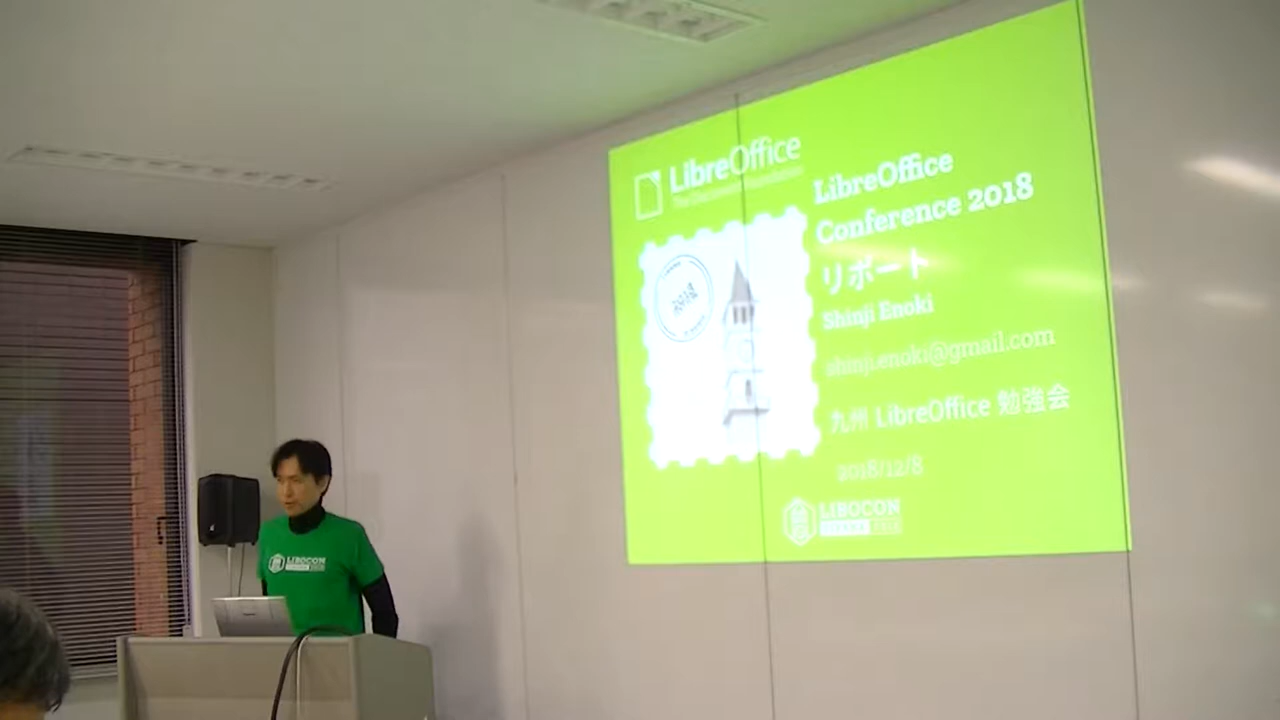 LibreOffice
The Document Foundation
LibreOffice
Conference 2018
リポート
Shinji Enoki
shinji.enoki@gmail.com
九州 LibreOffice 勉強会
2018/12/8
LIBOCON
LIBOCON